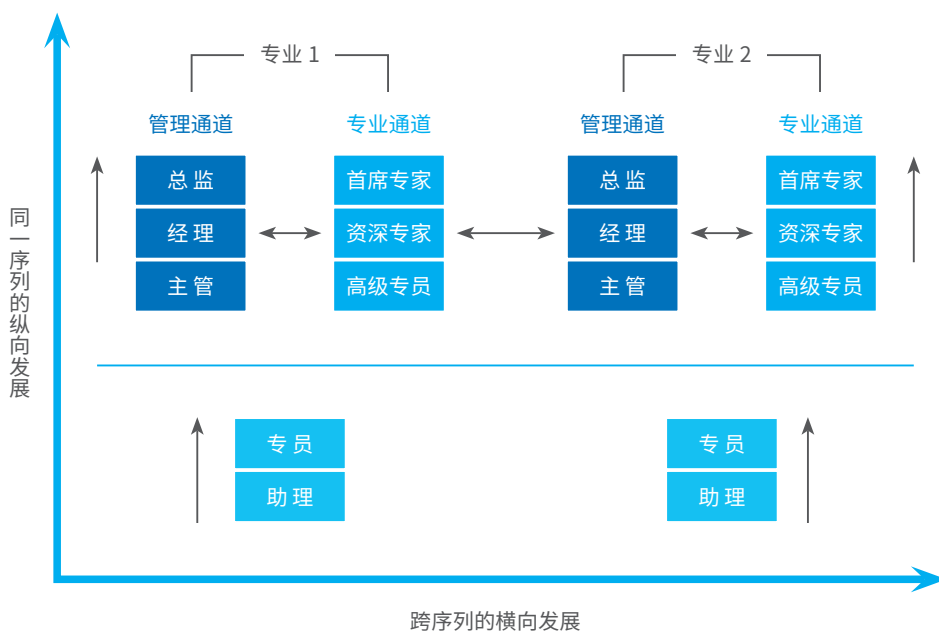 专业 1
专业 2
管理通道
专业通道
管理通道
专业通道
总监
首席专家
总监
首席专家
经理
资深专家
经理
资深专家
主管
高级专员
主管
高级专员
同一序列的纵向发展
专员
专员
助理
助理
跨序列的横向发展